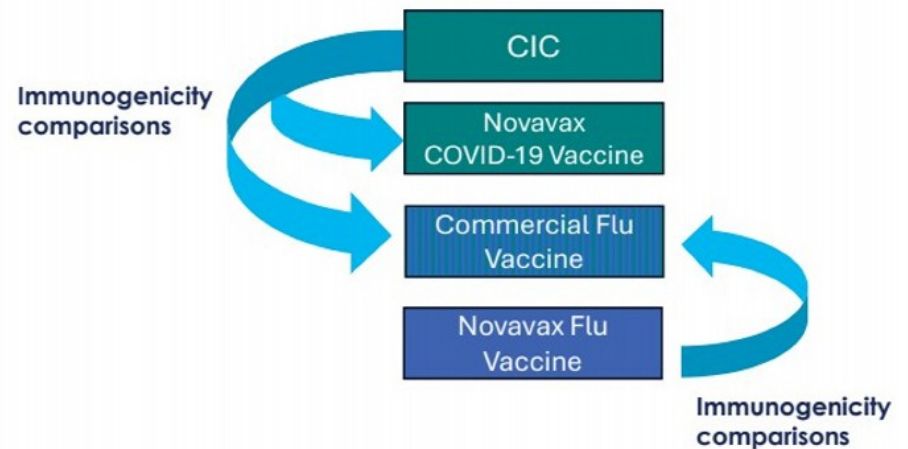 CIC
Immunogenicity
comparisons
Novavax
COVID-19 Vaccine
Commercial Flu
Vaccine
Novavax Flu
Vaccine
Immunogenicity
comparisons